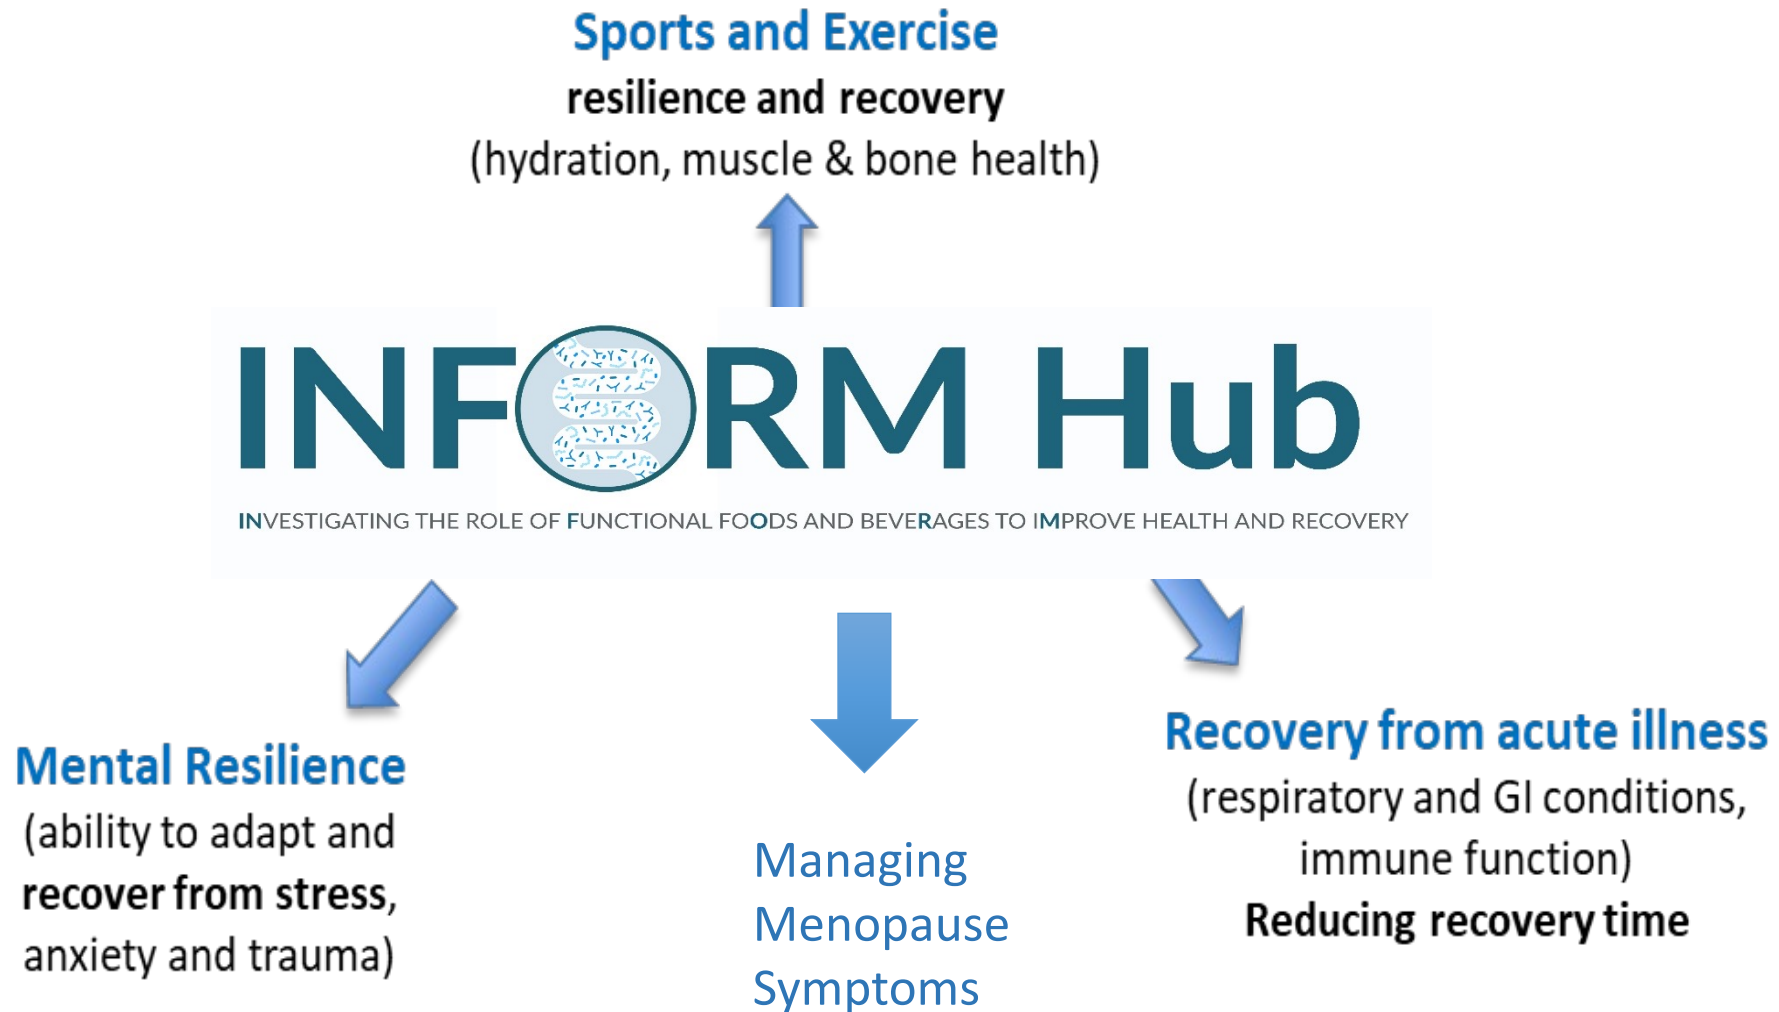 Sports and Exercise
resilience and recovery
(hydration, muscle & bone health)
INFORM Hub
INVESTIGATING THE ROLE OF FUNCTIONAL FOODS AND BEVERAGES TO IMPROVE HEALTH AND RECOVERY
Mental Resilience
(ability to adapt and
recover from stress,
anxiety and trauma)
Managing
Menopause
Symptoms
Recovery from acute illness
(respiratory and GI conditions,
immune function)
Reducing recovery time